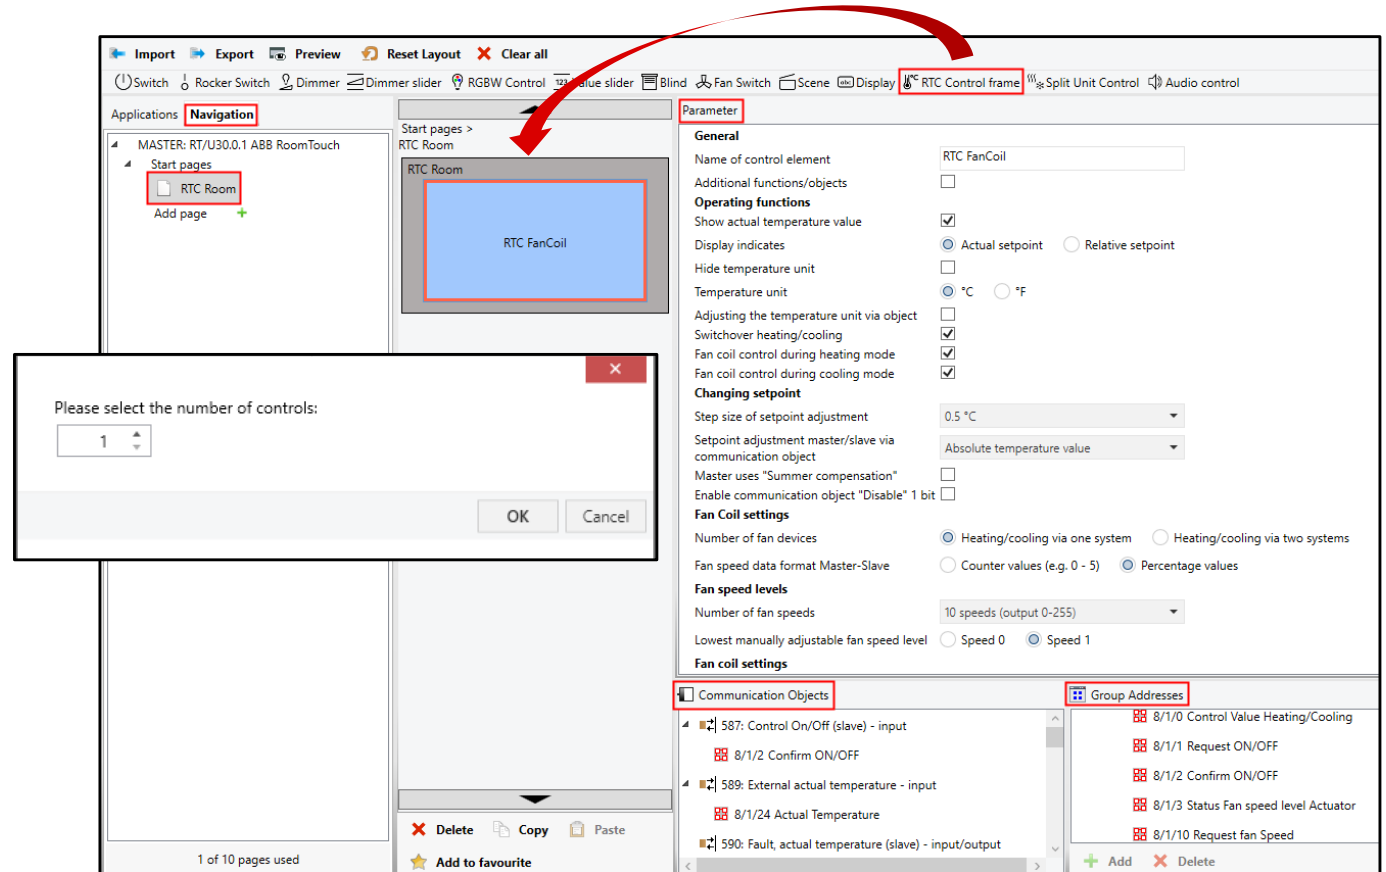 Import Export Preview Reset Layout Clear all
Switch Rocker Switch Dimmer Dimmer slider RGBW Control 123 Value slider Blind Fan Switch Scene abc Display °C RTC Control frame Split Unit Control Audio control
Applications Navigation
MASTER: RT/U30.0.1 ABB RoomTouch
Start pages
RTC Room
Add page +
1 of 10 pages used
Start pages >
RTC Room
RTC Room
RTC FanCoil
Delete Copy Paste
Add to favourite
Please select the number of controls:
1
OK Cancel
Parameter
General
Name of control element RTC FanCoil
Additional functions/objects
Operating functions
Show actual temperature value
Display indicates Actual setpoint Relative setpoint
Hide temperature unit
Temperature unit °C °F
Adjusting the temperature unit via object
Switchover heating/cooling
Fan coil control during heating mode
Fan coil control during cooling mode
Changing setpoint
Step size of setpoint adjustment 0.5 °C
Setpoint adjustment master/slave via
communication object Absolute temperature value
Master uses "Summer compensation"
Enable communication object "Disable" 1 bit
Fan Coil settings
Number of fan devices Heating/cooling via one system Heating/cooling via two systems
Fan speed data format Master-Slave Counter values (e.g. 0 - 5) Percentage values
Fan speed levels
Number of fan speeds 10 speeds (output 0-255)
Lowest manually adjustable fan speed level Speed 0 Speed 1
Fan coil settings
Communication Objects
587: Control On/Off (slave) - input
8/1/2 Confirm ON/OFF
589: External actual temperature - input
8/1/24 Actual Temperature
590: Fault, actual temperature (slave) - input/output
Group Addresses
8/1/0 Control Value Heating/Cooling
8/1/1 Request ON/OFF
8/1/2 Confirm ON/OFF
8/1/3 Status Fan speed level Actuator
8/1/10 Request fan Speed
Add Delete